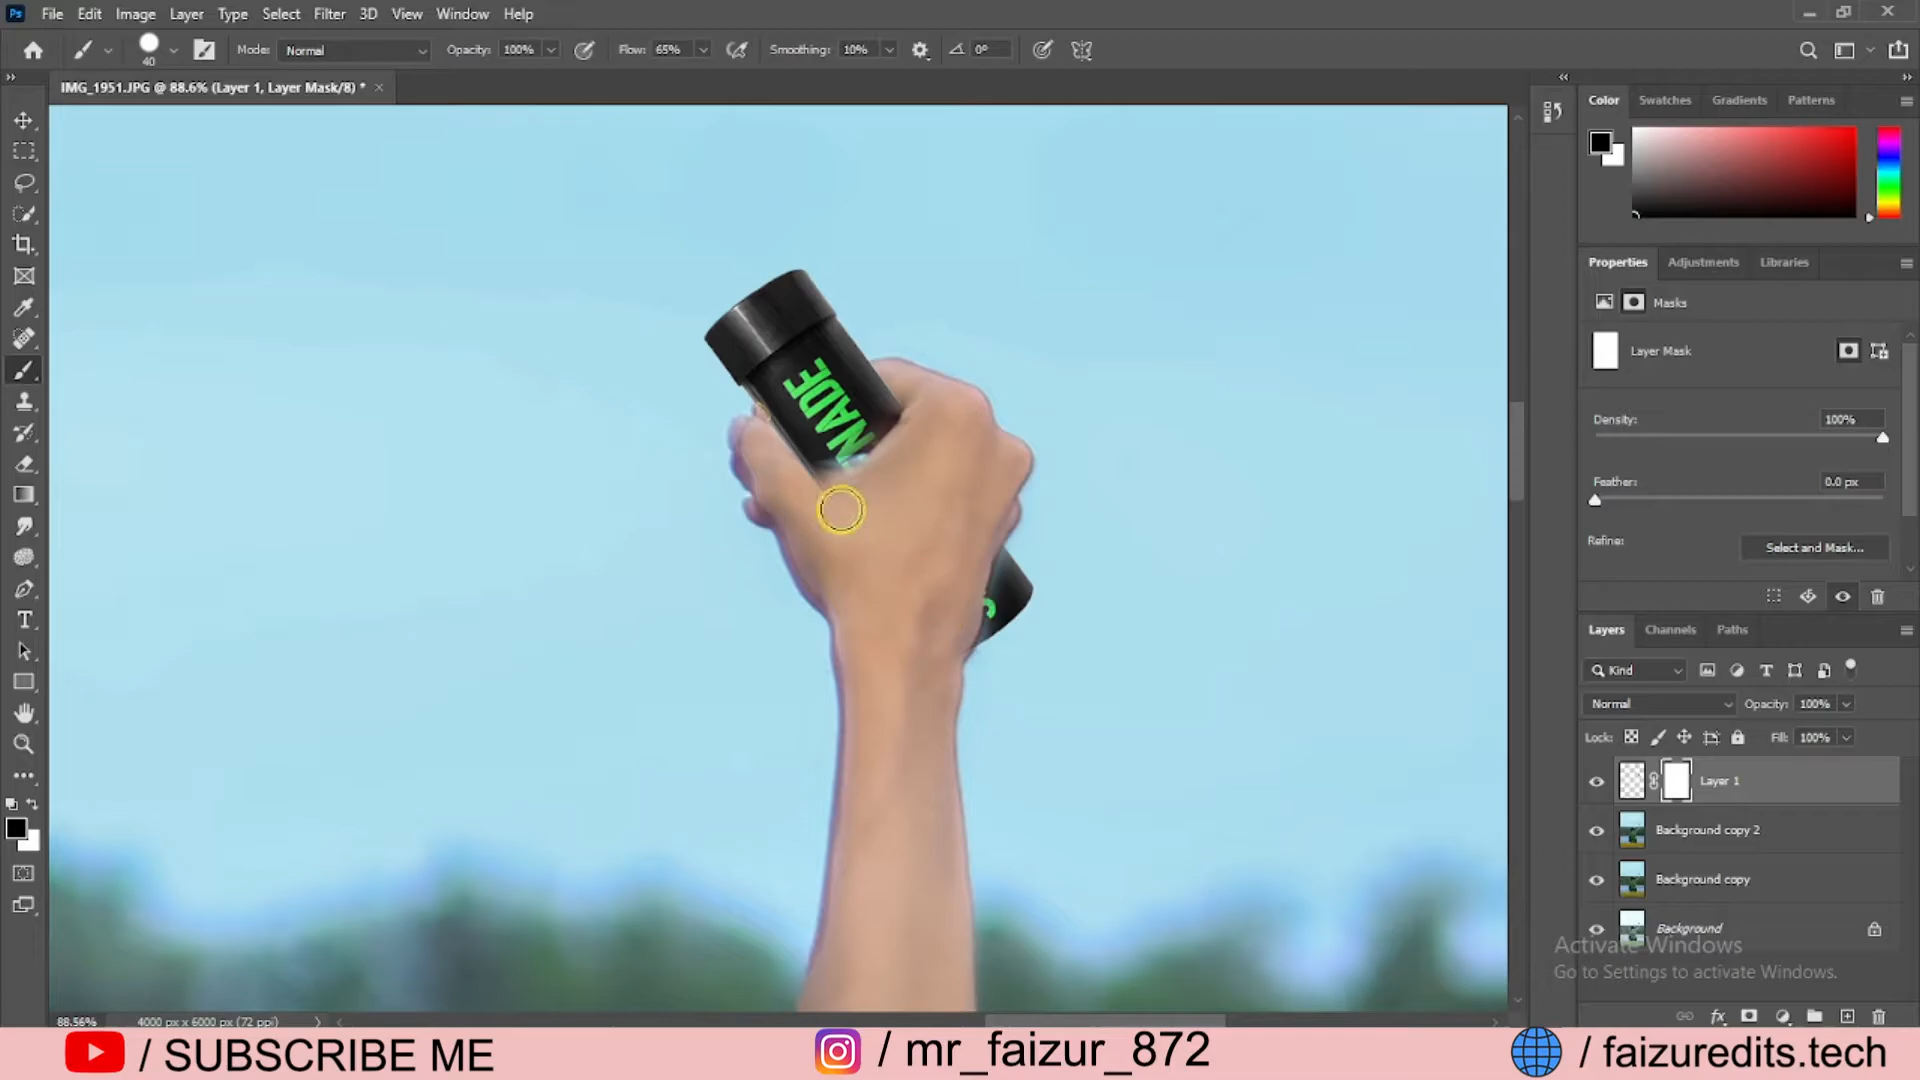 Ps File Edit Image Layer Type Select Filter 3D View Window Help
40 Mode: Normal Opacity: 100% Flow: 65% Smoothing: 10% 0°
IMG_1951.JPG @ 88.6% (Layer 1, Layer Mask/8) * ×
Color Swatches Gradients Patterns
Properties Adjustments Libraries
Masks
Layer Mask
Density: 100%
Feather: 0.0 px
Refine: Select and Mask...
Layers Channels Paths
Kind
Normal Opacity: 100%
Lock: Fill: 100%
Layer 1
Background copy 2
Background copy
Background
Activate Windows
Go to Settings to activate Windows.
NADE
88.56% 4000 px x 6000 px (72 ppi)
/ SUBSCRIBE ME / mr_faizur_872 / faizuredits.tech